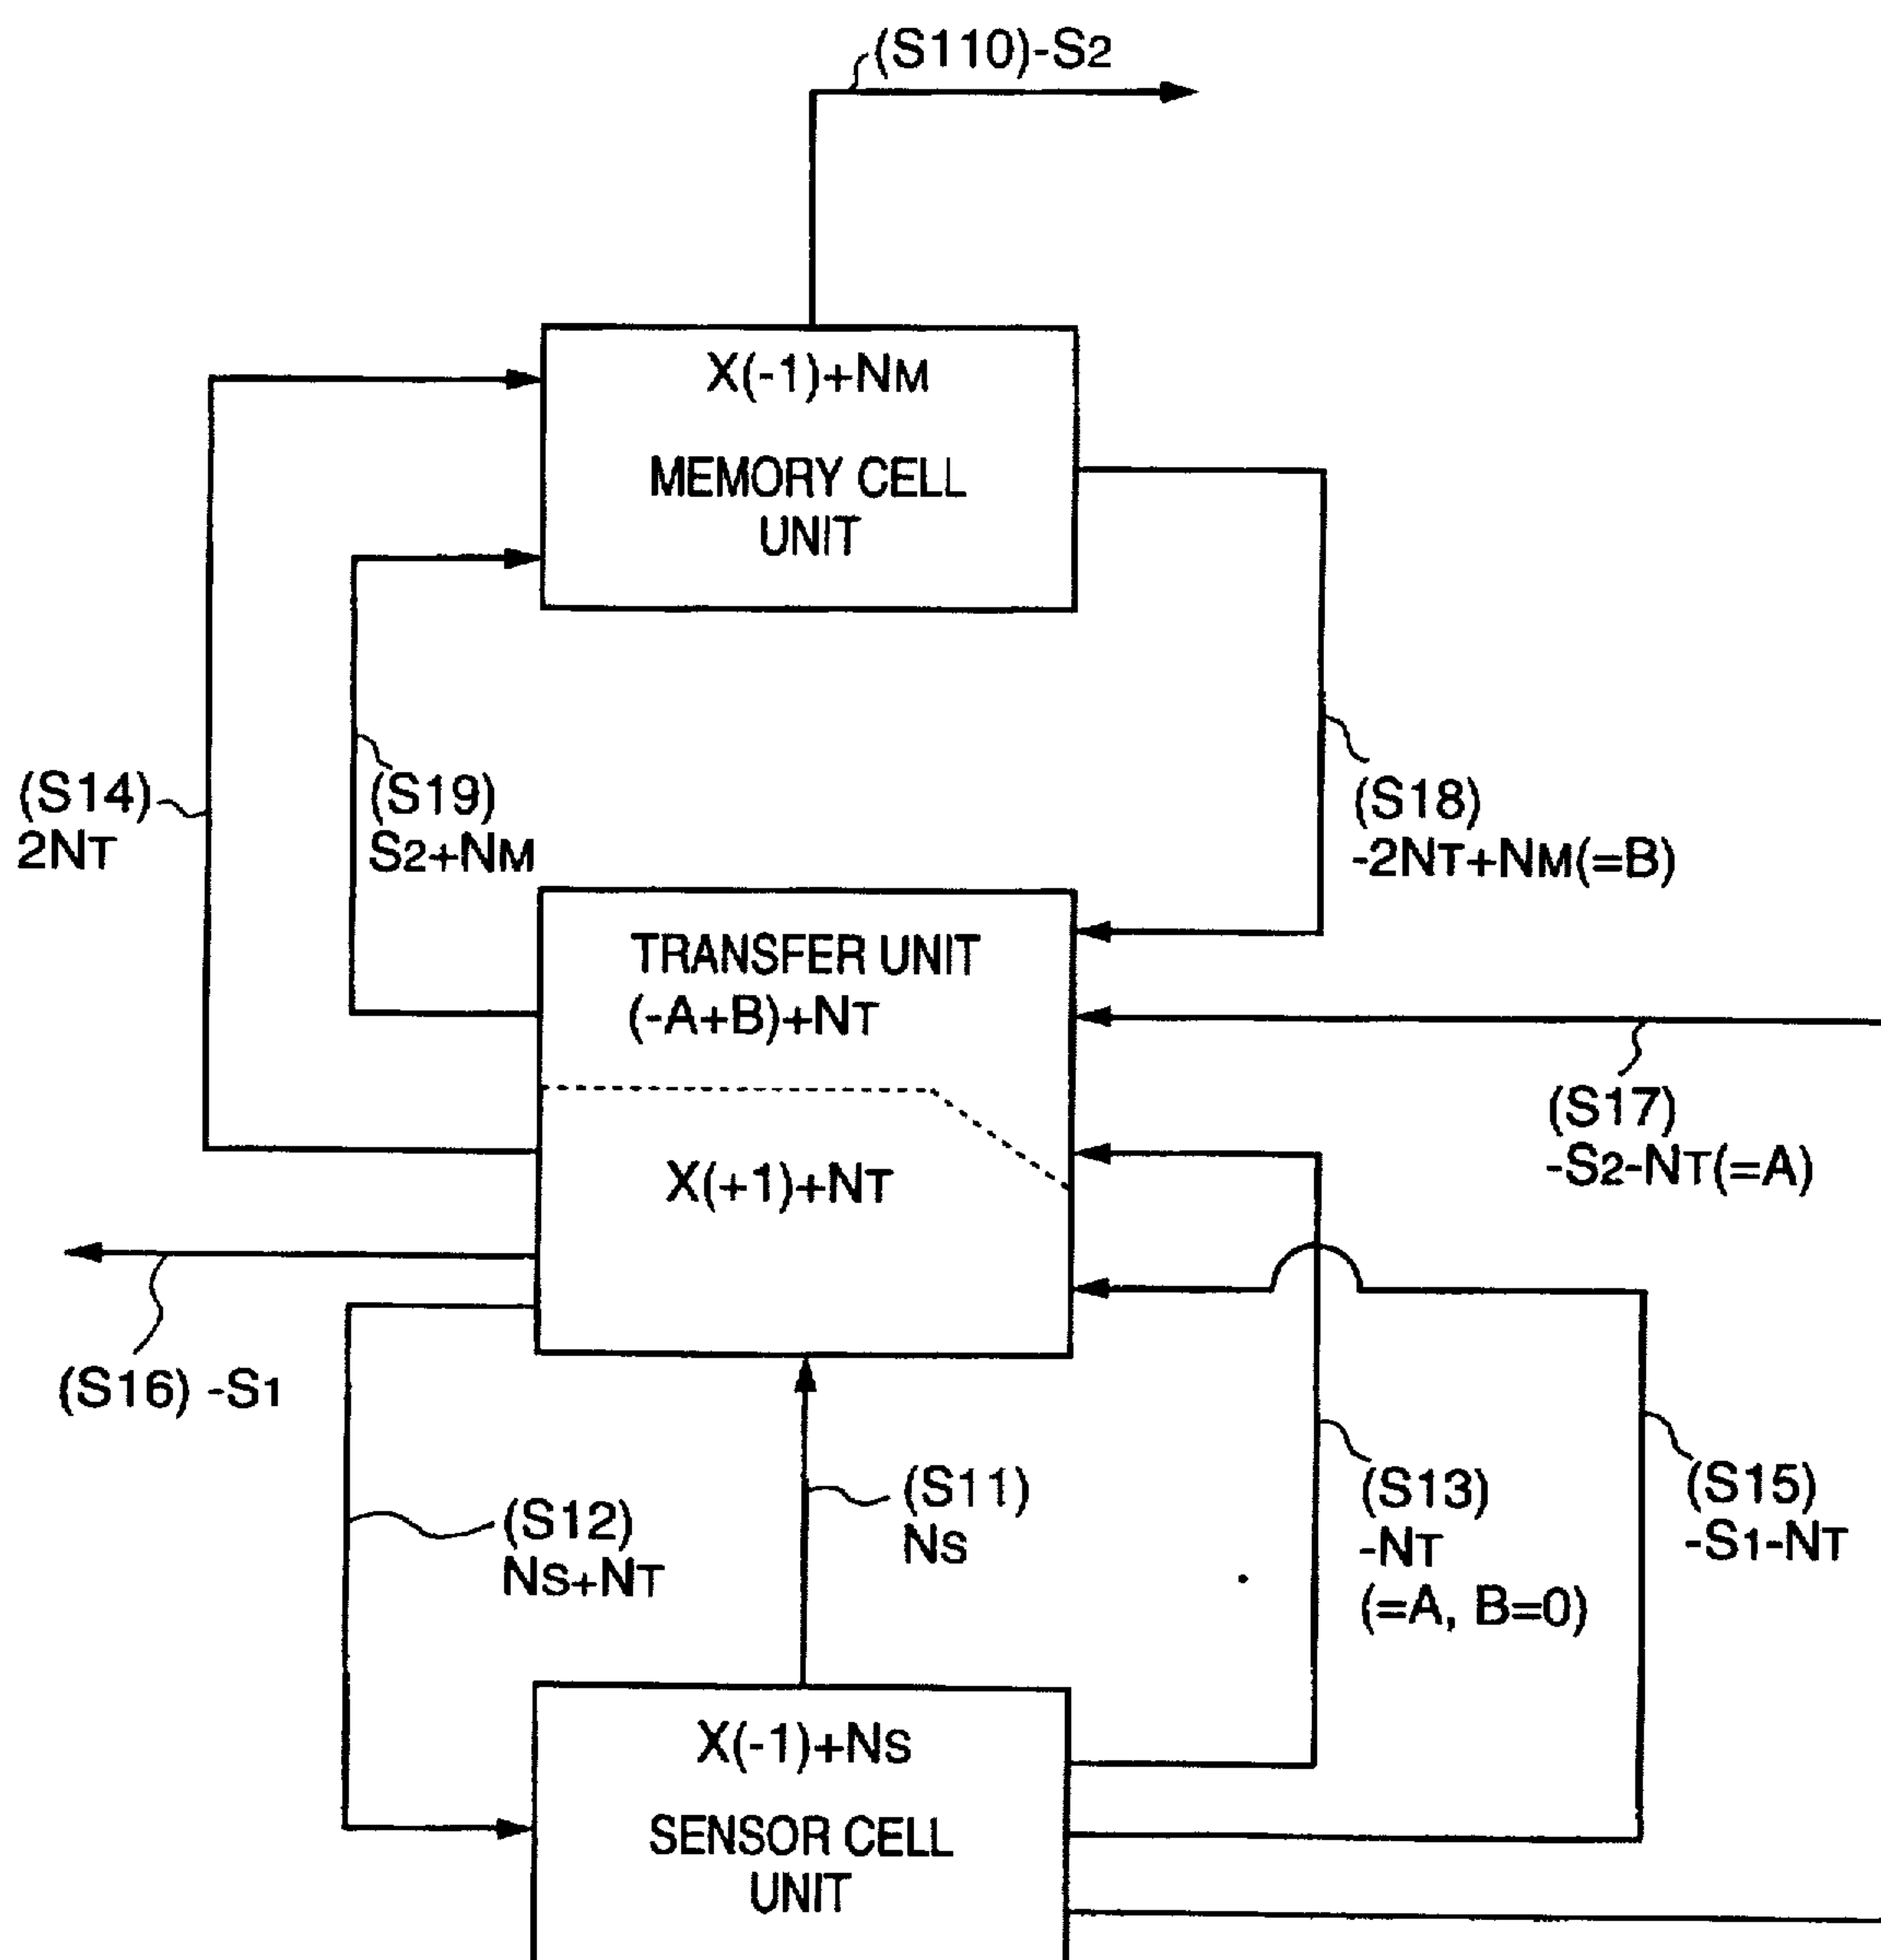 (S110)-S2
X(-1)+NM
MEMORY CELL
UNIT
(S14)
2NT
(S19)
S2+NM
(S18)
-2NT+NM(=B)
TRANSFER UNIT
(-A+B)+NT
X(+1)+NT
(S17)
-S2-NT(=A)
(S16) -S1
(S12)
NS+NT
(S11)
NS
(S13)
-NT
(=A, B=0)
(S15)
-S1-NT
X(-1)+NS
SENSOR CELL
UNIT